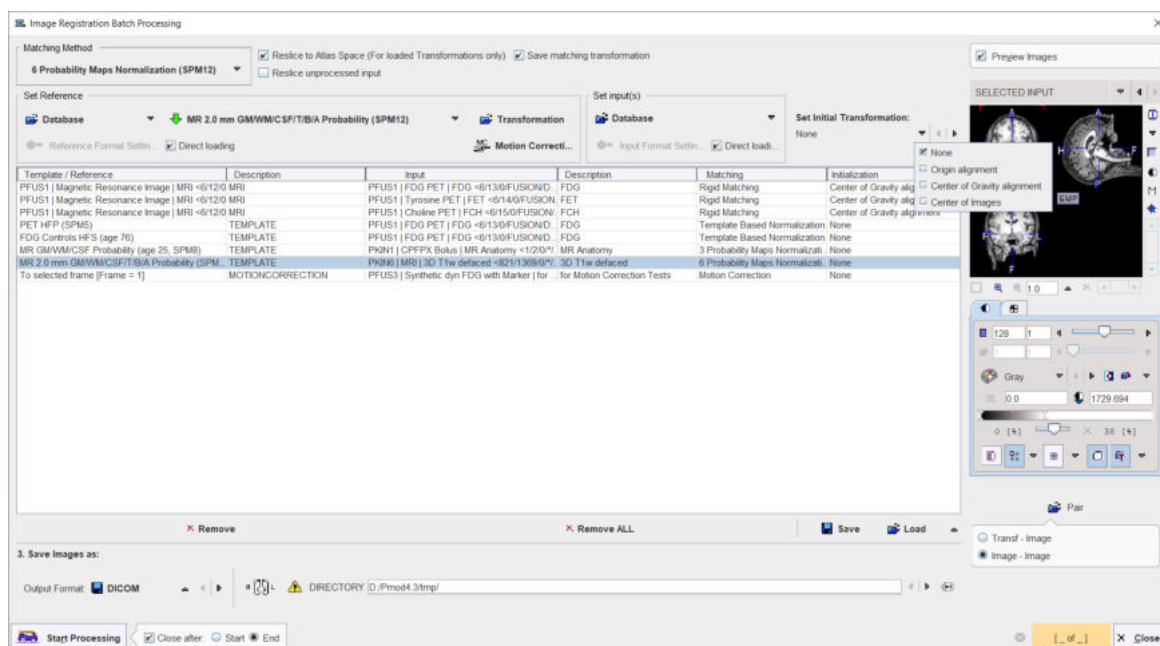 Image Registration Batch Processing
Matching Method
6 Probability Maps Normalization (SPM12)
Reslice to Atlas Space (For loaded Transformations only) Save matching transformation
Reslice unprocessed input
Preview Images
Set Reference
Database MR 2.0 mm GM/WM/CSF/T/B/A Probability (SPM12) Transformation
Reference Format Settin... Direct loading Motion Correcti...
Set input(s)
Database
Input Format Settin... Direct loadi...
Set Initial Transformation:
None
None
Origin alignment
Center of Gravity alignment
Center of Images
SELECTED INPUT
Template / Reference Description Input Description Matching Initialization
PFUS1 | Magnetic Resonance Image | MRI <6/12/0 MRI PFUS1 | FDG PET | FDG <6/13/0/FUSION/D... FDG Rigid Matching Center of Gravity alig
PFUS1 | Magnetic Resonance Image | MRI <6/12/0 MRI PFUS1 | Tyrosine PET | FET <6/14/0/FUSION, FET Rigid Matching Center of Gravity alig
PFUS1 | Magnetic Resonance Image | MRI <6/12/0 MRI PFUS1 | Choline PET | FCH <6/15/0/FUSION/ FCH Rigid Matching Center of Gravity alignment
PET HFP (SPM5) TEMPLATE PFUS1 | FDG PET | FDG <6/13/0/FUSION/D... FDG Template Based Normalization None
FDG Controls HFS (age 76) TEMPLATE PFUS1 | FDG PET | FDG <6/13/0/FUSION/D... FDG Template Based Normalization None
MR GM/WM/CSF Probability (age 25, SPM8) TEMPLATE PKIN1 | CPFPX Bolus | MR Anatomy <1/2/0/*/ MR Anatomy 3 Probability Maps Normalizati... None
MR 2.0 mm GM/WM/CSF/T/B/A Probability (SPM... TEMPLATE PKIN6 | MRI | 3D T1w defaced <821/1369/0/*/. 3D T1w defaced 6 Probability Maps Normalizati... None
To selected frame [Frame = 1] MOTIONCORRECTION PFUS3 | Synthetic dyn FDG with Marker | for ... for Motion Correction Tests Motion Correction None
1.0
128 1
1 1
Gray
0.0 1729.694
0 [%] 38 [%]
Remove Remove ALL Save Load
Pair
Transf - Image
Image - Image
3. Save Images as:
Output Format: DICOM R L DIRECTORY D:/Pmod4.3/tmp/
Start Processing Close after: Start End [ _ of _ ] Close